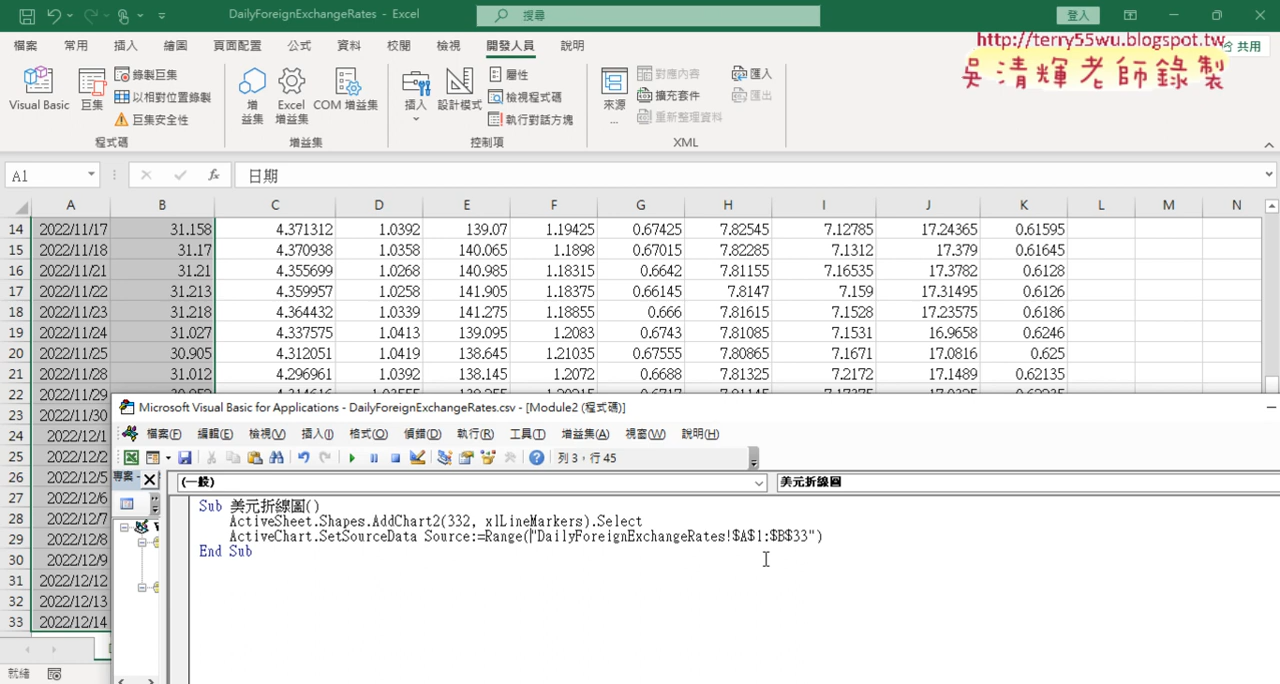 DailyForeignExchangeRates - Excel
搜尋
登入
檔案 常用 插入 繪圖 頁面配置 公式 資料 校閱 檢視 開發人員 說明
http://terry55wu.blogspot.tw
共用
吳清輝老師錄製
Visual Basic 巨集 錄製巨集 以相對位置錄製 巨集安全性
程式碼
增益集 Excel 增益集 COM 增益集
增益集
插入 設計模式 屬性 檢視程式碼 執行對話方塊
控制項
來源... 對應內容 擴充套件 重新整理資料 匯入 匯出
XML
A1 fx 日期
A B C D E F G H I J K L M N
14 2022/11/17 31.158 4.371312 1.0392 139.07 1.19425 0.67425 7.82545 7.12785 17.24365 0.61595
15 2022/11/18 31.17 4.370938 1.0358 140.065 1.1898 0.67015 7.82285 7.1312 17.379 0.61645
16 2022/11/21 31.21 4.355699 1.0268 140.985 1.18315 0.6642 7.81155 7.16535 17.3782 0.6128
17 2022/11/22 31.213 4.359957 1.0258 141.905 1.18375 0.66145 7.8147 7.159 17.31495 0.6126
18 2022/11/23 31.218 4.364432 1.0339 141.275 1.18855 0.666 7.81615 7.1528 17.23575 0.6186
19 2022/11/24 31.027 4.337575 1.0413 139.095 1.2083 0.6743 7.81085 7.1531 16.9658 0.6246
20 2022/11/25 30.905 4.312051 1.0419 138.645 1.21035 0.67555 7.80865 7.1671 17.0816 0.625
21 2022/11/28 31.012 4.296961 1.0392 138.145 1.2072 0.6688 7.81325 7.2172 17.1489 0.62135
22 2022/11/29
23 2022/11/30
24 2022/12/1
25 2022/12/2
26 2022/12/5
27 2022/12/6
28 2022/12/7
29 2022/12/8
30 2022/12/9
31 2022/12/12
32 2022/12/13
33 2022/12/14
就緒
Microsoft Visual Basic for Applications - DailyForeignExchangeRates.csv - [Module2 (程式碼)]
檔案(F) 編輯(E) 檢視(V) 插入(I) 格式(O) 偵錯(D) 執行(R) 工具(T) 增益集(A) 視窗(W) 說明(H)
列 3，行 45
專案 -
(一般) 美元折線圖
Sub 美元折線圖()
ActiveSheet.Shapes.AddChart2(332, xlLineMarkers).Select
ActiveChart.SetSourceData Source:=Range("DailyForeignExchangeRates!$A$1:$B$33")
End Sub